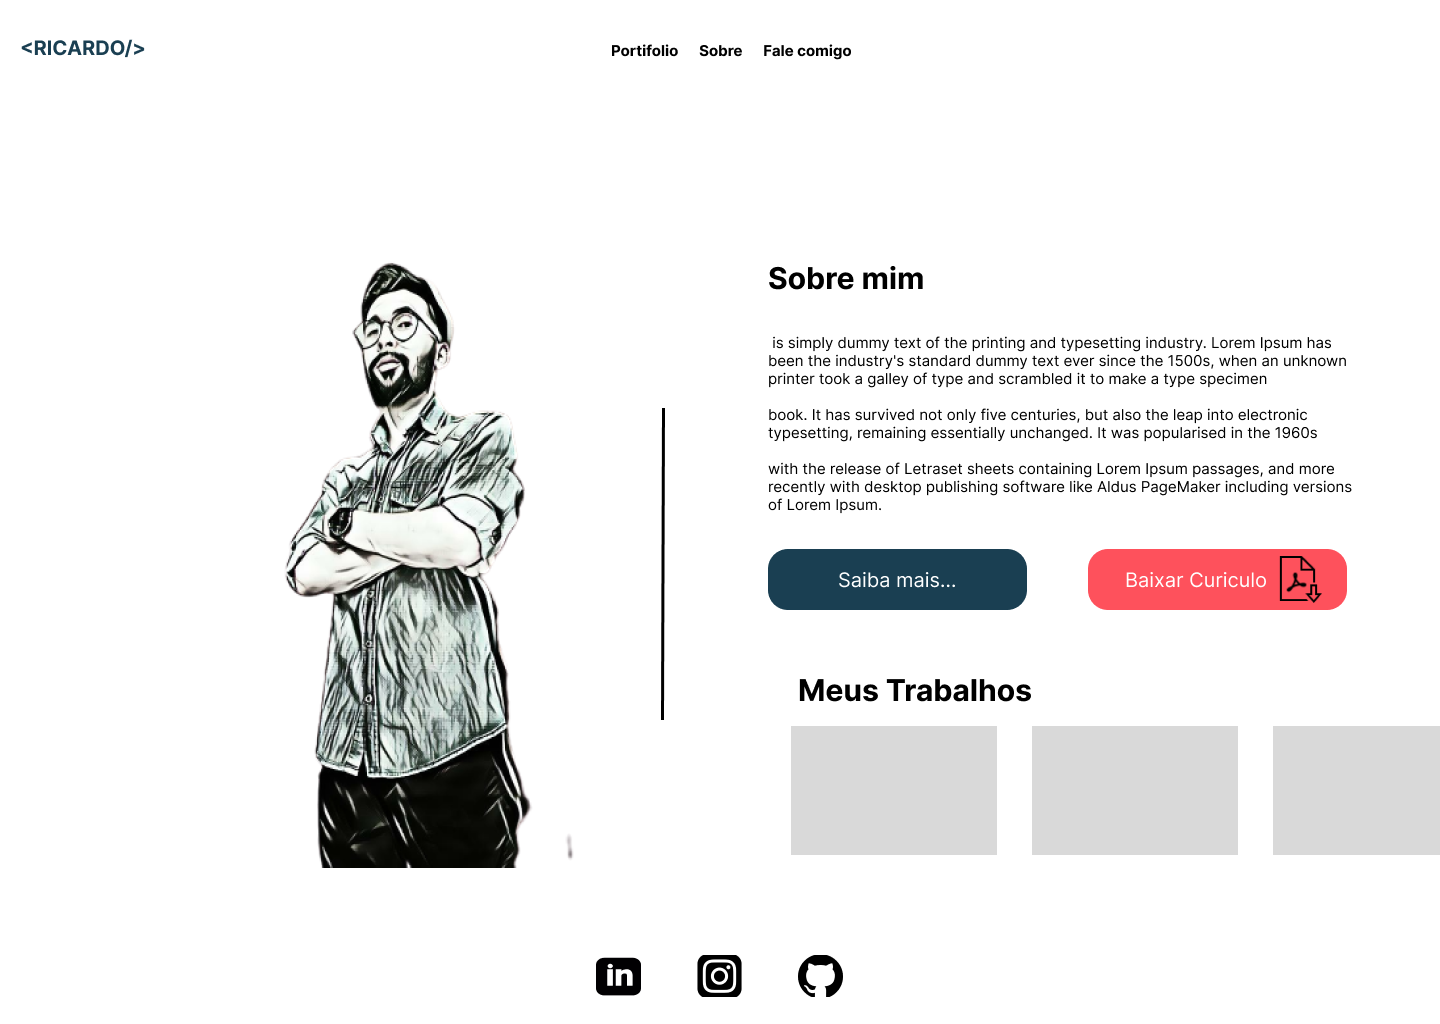 <RICARDO/>
Portifolio Sobre Fale comigo
Sobre mim
is simply dummy text of the printing and typesetting industry. Lorem Ipsum has
been the industry's standard dummy text ever since the 1500s, when an unknown
printer took a galley of type and scrambled it to make a type specimen
book. It has survived not only five centuries, but also the leap into electronic
typesetting, remaining essentially unchanged. It was popularised in the 1960s
with the release of Letraset sheets containing Lorem Ipsum passages, and more
recently with desktop publishing software like Aldus PageMaker including versions
of Lorem Ipsum.
Saiba mais...
Baixar Curiculo
Meus Trabalhos
in